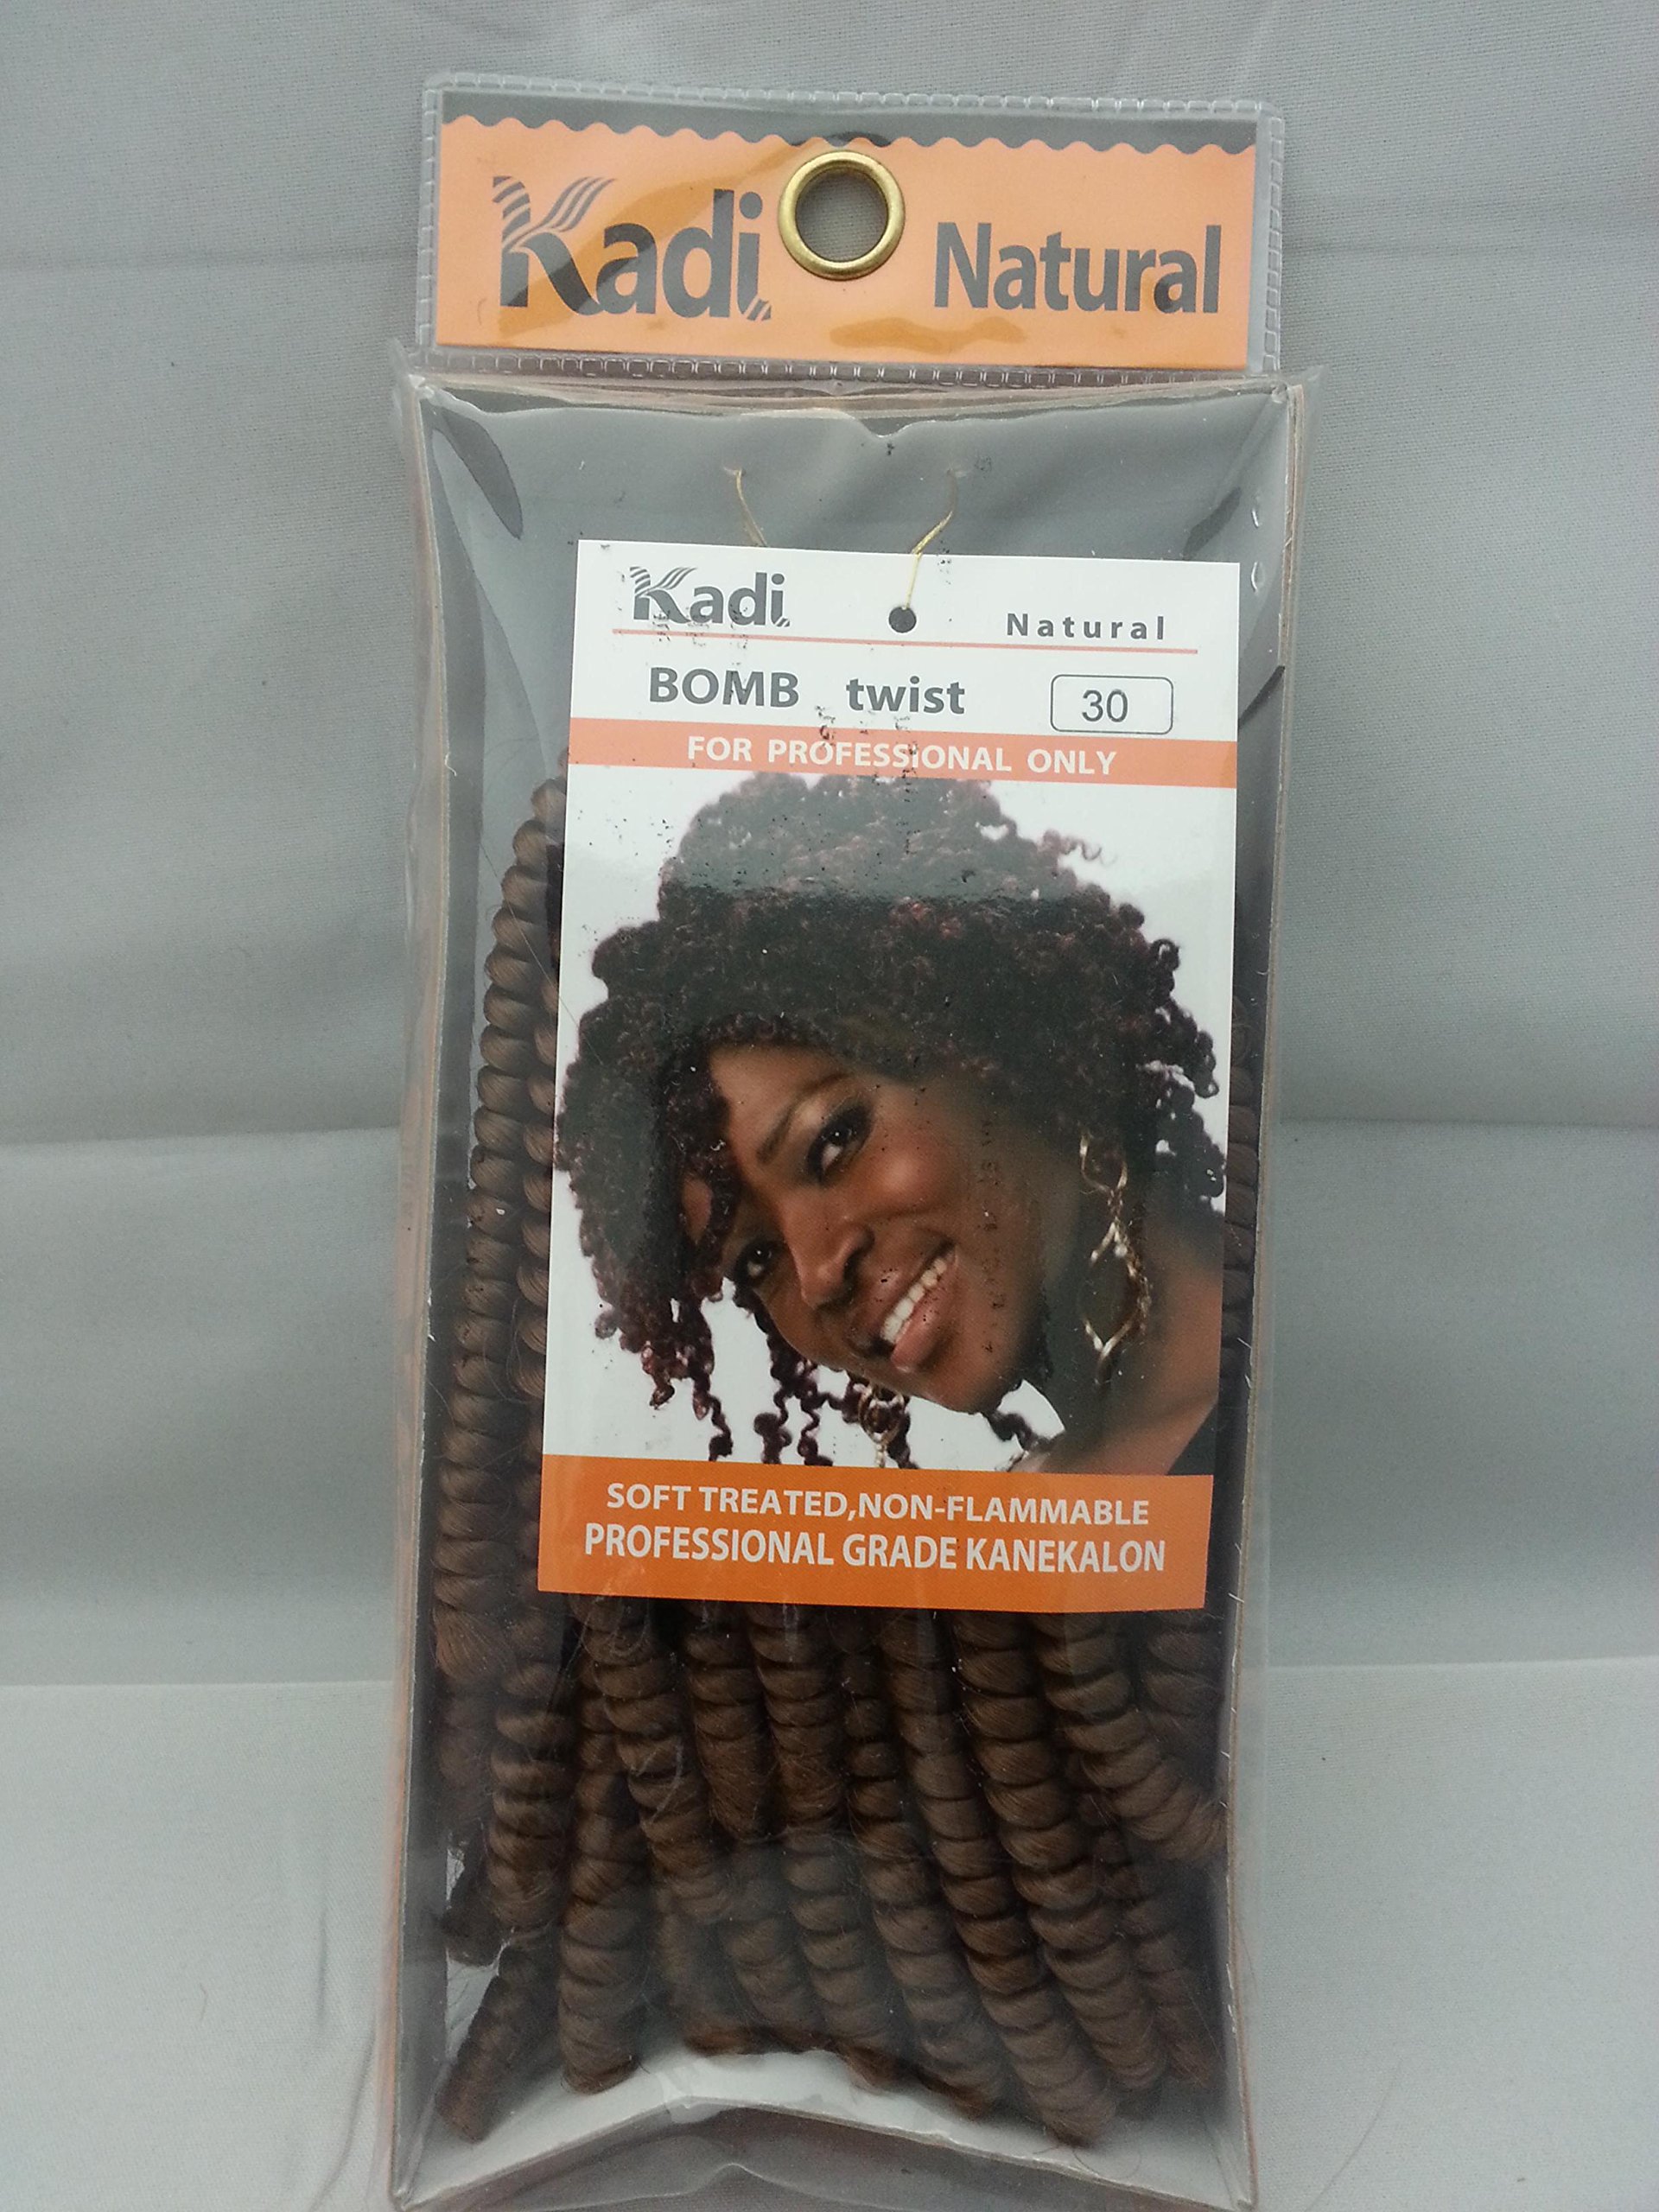 Kadi Natural
Kadi Natural
BOMB twist 30
FOR PROFESSIONAL ONLY
SOFT TREATED,NON-FLAMMABLE
PROFESSIONAL GRADE KANEKALON